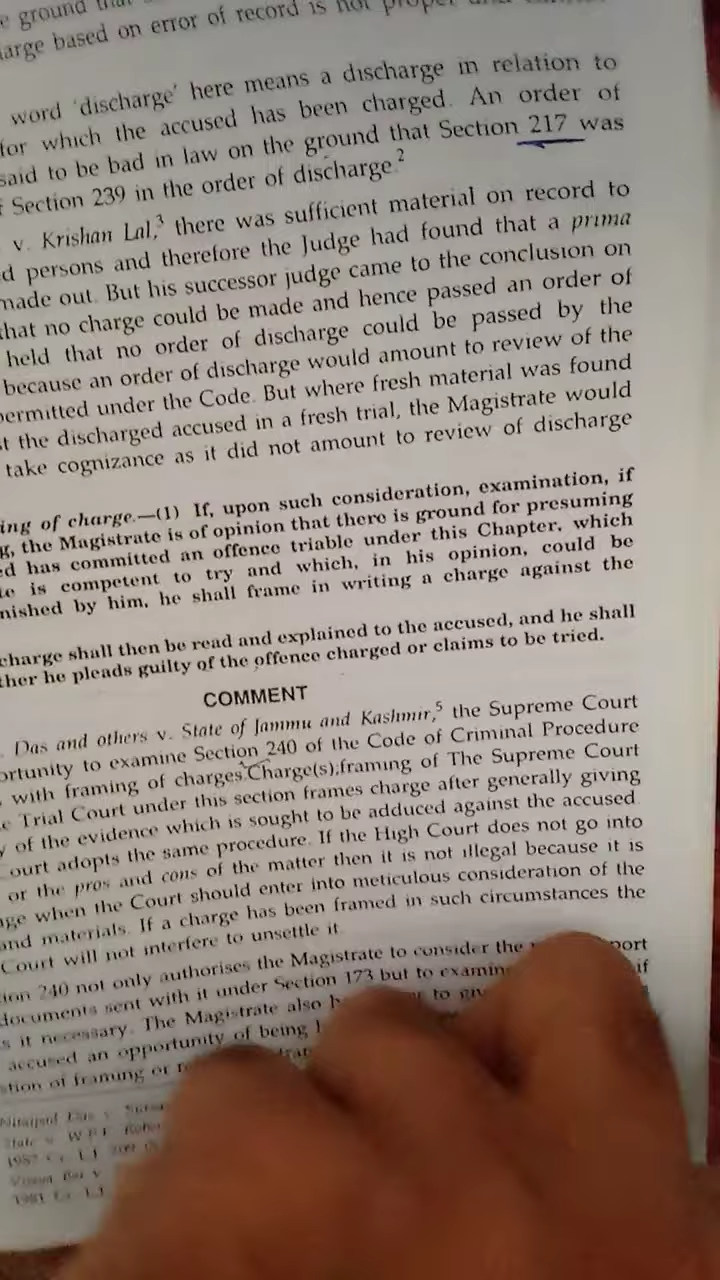 e ground that
arge based on error of record is not proper and
word 'discharge' here means a discharge in relation to
for which the accused has been charged. An order of
said to be bad in law on the ground that Section 217 was
f Section 239 in the order of discharge.2
v. Krishan Lal,3 there was sufficient material on record to
d persons and therefore the Judge had found that a prima
made out. But his successor judge came to the conclusion on
that no charge could be made and hence passed an order of
held that no order of discharge could be passed by the
because an order of discharge would amount to review of the
permitted under the Code. But where fresh material was found
t the discharged accused in a fresh trial, the Magistrate would
take cognizance as it did not amount to review of discharge
ing of charge.—(1) If, upon such consideration, examination, if
g, the Magistrate is of opinion that there is ground for presuming
ed has committed an offence triable under this Chapter, which
te is competent to try and which, in his opinion, could be
nished by him, he shall frame in writing a charge against the
charge shall then be read and explained to the accused, and he shall
ther he pleads guilty of the offence charged or claims to be tried.
COMMENT
. Das and others v. State of Jammu and Kashmir,5 the Supreme Court
ortunity to examine Section 240 of the Code of Criminal Procedure
with framing of charges.Charge(s);framing of The Supreme Court
e Trial Court under this section frames charge after generally giving
y of the evidence which is sought to be adduced against the accused.
ourt adopts the same procedure. If the High Court does not go into
or the pros and cons of the matter then it is not illegal because it is
age when the Court should enter into meticulous consideration of the
and materials. If a charge has been framed in such circumstances the
Court will not interfere to unsettle it.
ion 240 not only authorises the Magistrate to consider the port
documents sent with it under Section 173 but to examin if
s it necessary. The Magistrate also h to giv
accused an opportunity of being
stion of framing or
Das v.
State v. W P F
1981 Cr. L J